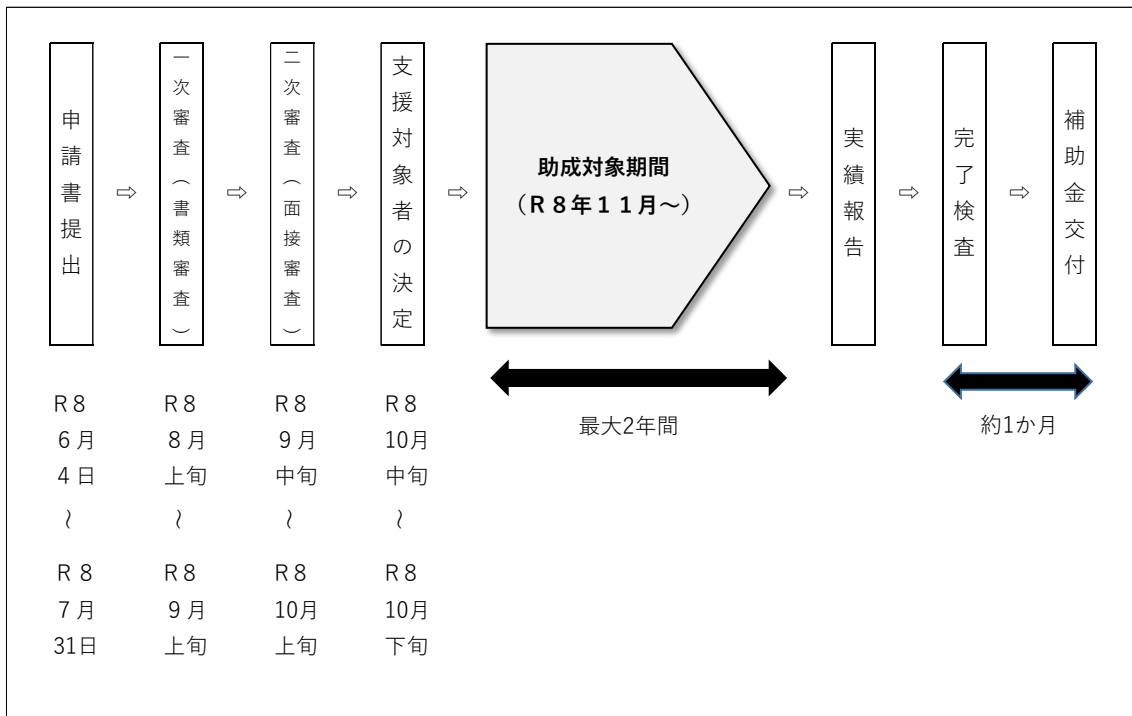 申請書提出
⇨
一次審査（書類審査）
⇨
二次審査（面接審査）
⇨
支援対象者の決定
⇨
助成対象期間
（Ｒ８年１１月～）
⇨
実績報告
⇨
完了検査
⇨
補助金交付
最大2年間
約1か月
Ｒ８
６月
４日
～
Ｒ８
７月
31日
Ｒ８
８月
上旬
～
Ｒ８
９月
上旬
Ｒ８
９月
中旬
～
Ｒ８
10月
上旬
Ｒ８
10月
中旬
～
Ｒ８
10月
下旬